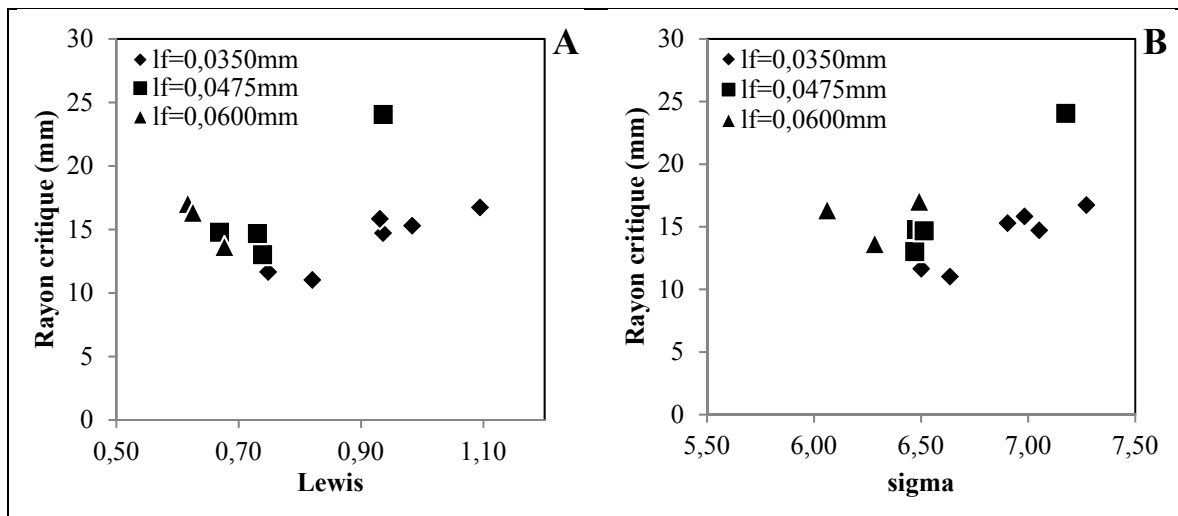 A
30
25
20
15
10
5
0
Rayon critique (mm)
lf=0,0350mm
lf=0,0475mm
lf=0,0600mm
0,50 0,70 0,90 1,10
Lewis
B
30
25
20
15
10
5
0
Rayon critique (mm)
lf=0,0350mm
lf=0,0475mm
lf=0,0600mm
5,50 6,00 6,50 7,00 7,50
sigma